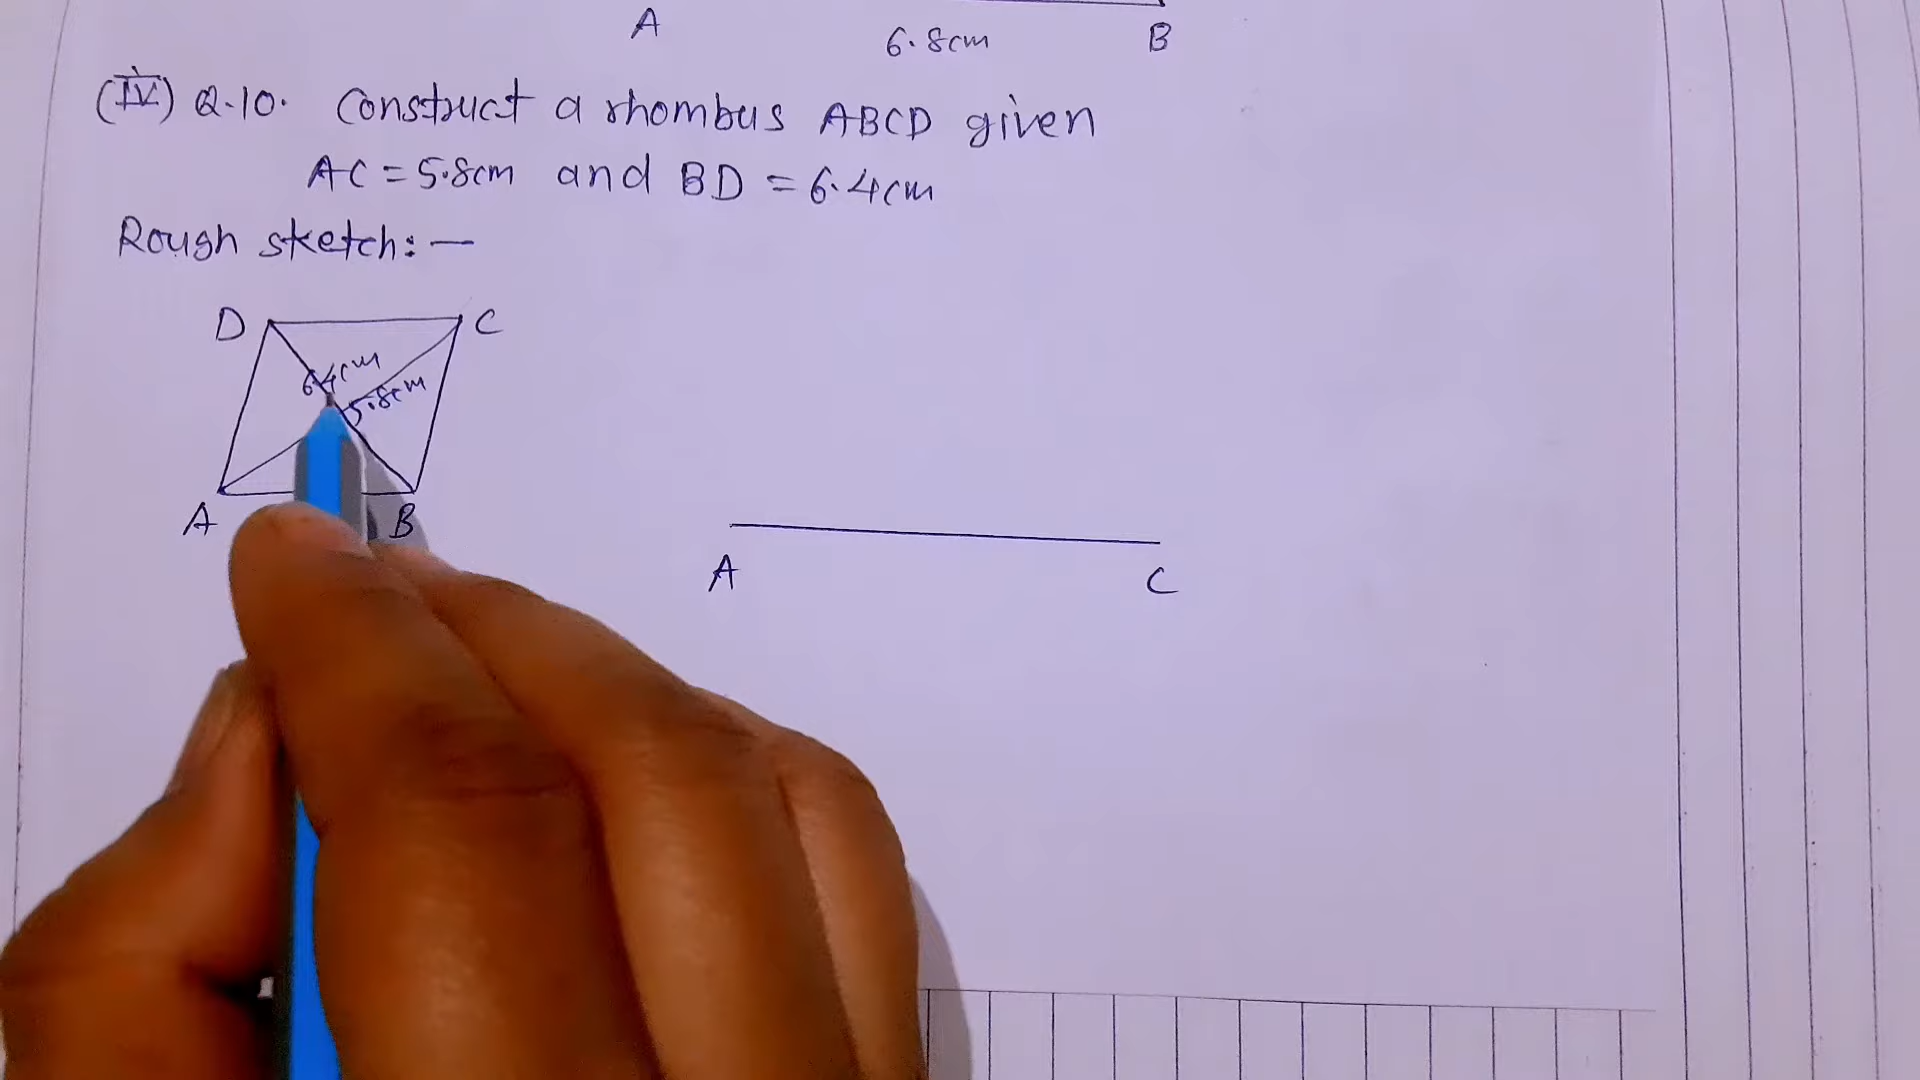 A
6.8cm
B
(IV) Q.10. Construct a rhombus ABCD given
AC = 5.8cm and BD = 6.4cm
Rough sketch:—
D
C
6.4cm
5.8cm
A
B
A
C